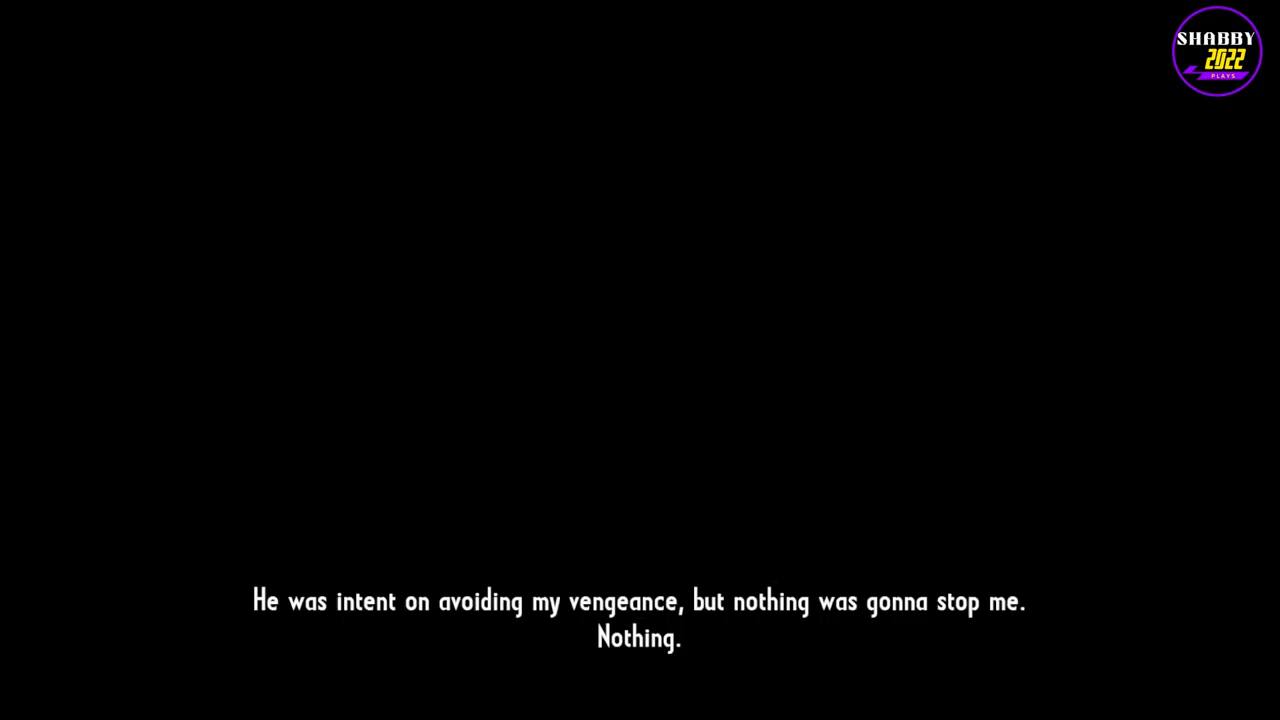 SHABBY
2022
PLAYS
He was intent on avoiding my vengeance, but nothing was gonna stop me.
Nothing.